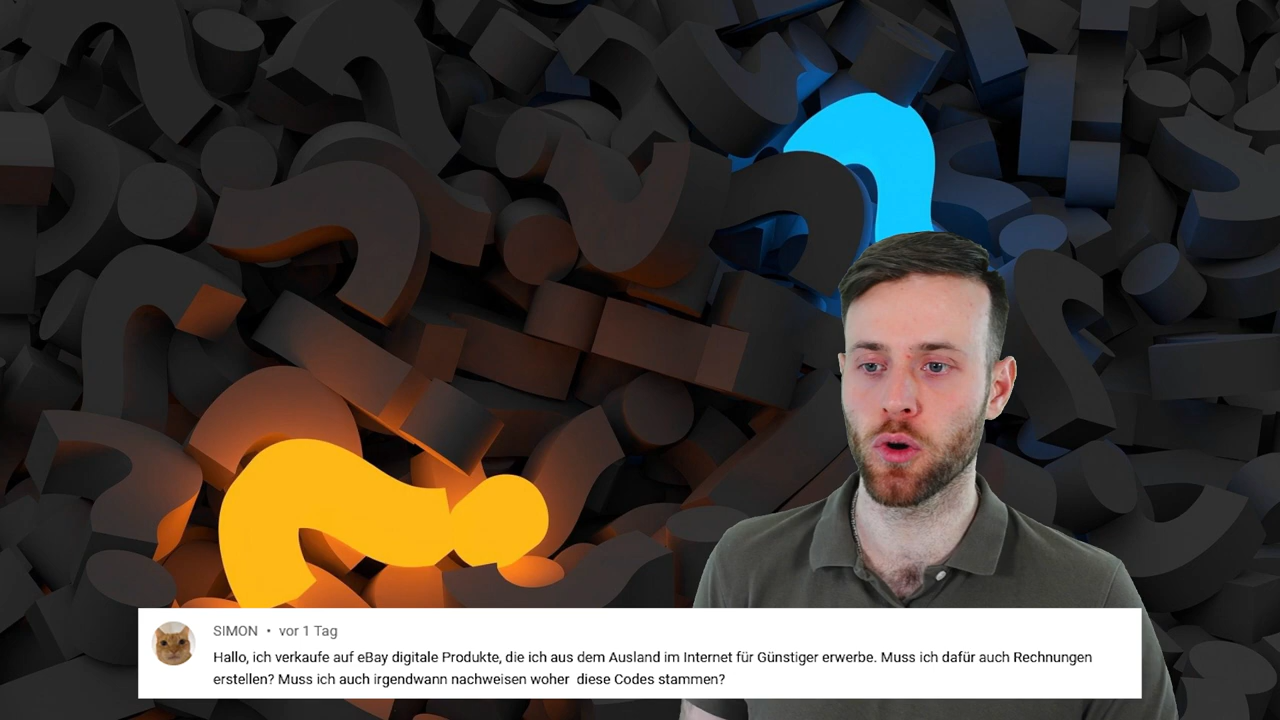 SIMON • vor 1 Tag
Hallo, ich verkaufe auf eBay digitale Produkte, die ich aus dem Ausland im Internet für Günstiger erwerbe. Muss ich dafür auch Rechnungen
erstellen? Muss ich auch irgendwann nachweisen woher  diese Codes stammen?